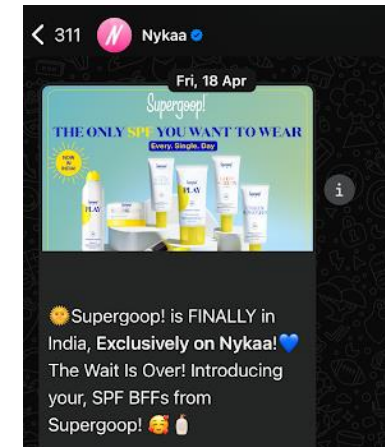 311 N Nykaa
Fri, 18 Apr
Supergoop!
THE ONLY SPF YOU WANT TO WEAR
Every. Single. Day
NOW
IN
INDIA!
PLAY
PLAY
i
🌞Supergoop! is FINALLY in
India, Exclusively on Nykaa!💙
The Wait Is Over! Introducing
your, SPF BFFs from
Supergoop! 🥰🧴